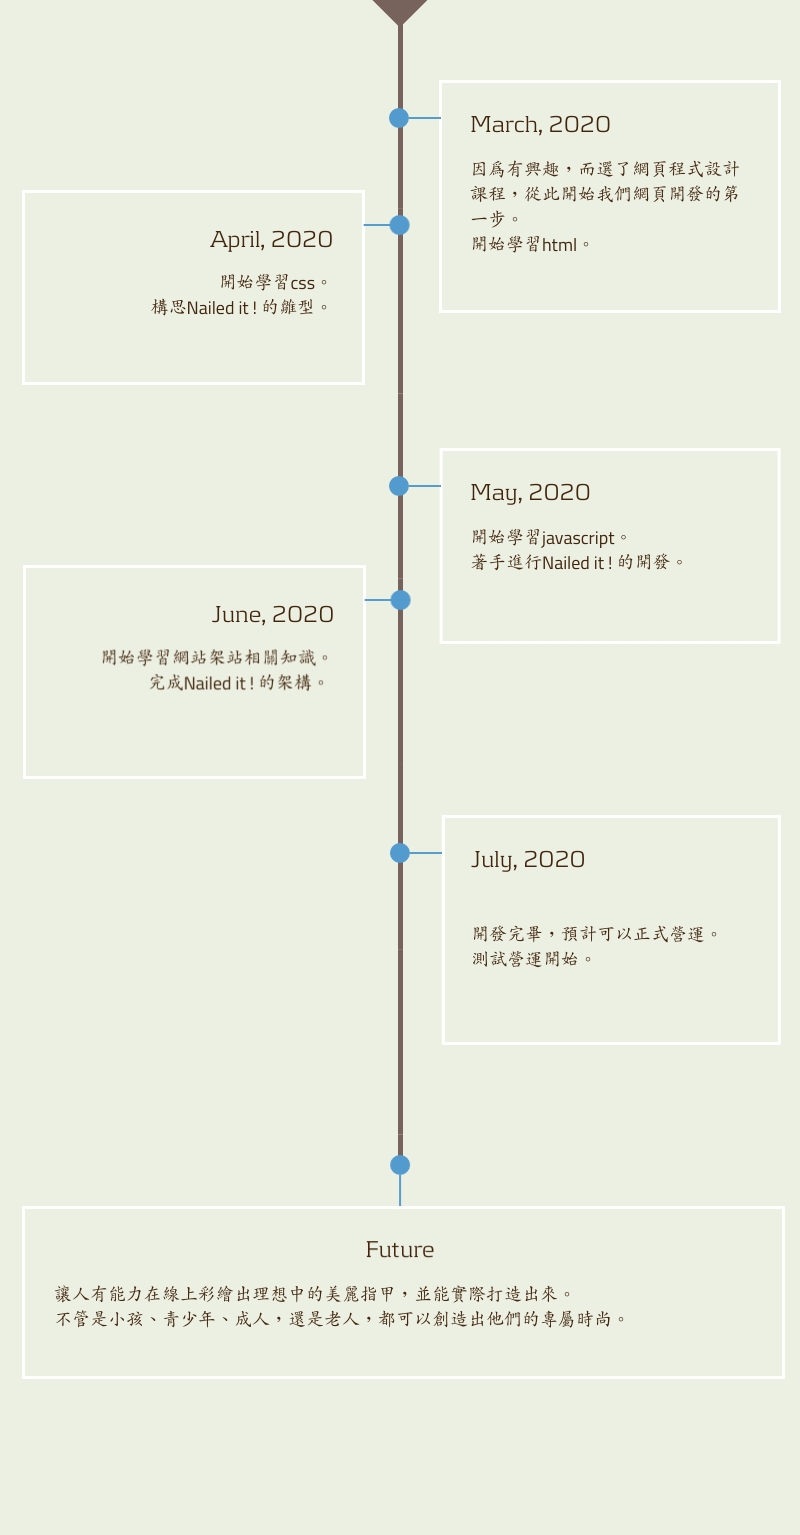 March, 2020
因為有興趣，而選了網頁程式設計
課程，從此開始我們網頁開發的第
一步。
開始學習html。
April, 2020
開始學習css。
構思Nailed it ! 的雛型。
May, 2020
開始學習javascript。
著手進行Nailed it ! 的開發。
June, 2020
開始學習網站架站相關知識。
完成Nailed it ! 的架構。
July, 2020
開發完畢，預計可以正式營運。
測試營運開始。
Future
讓人有能力在線上彩繪出理想中的美麗指甲，並能實際打造出來。
不管是小孩、青少年、成人，還是老人，都可以創造出他們的專屬時尚。